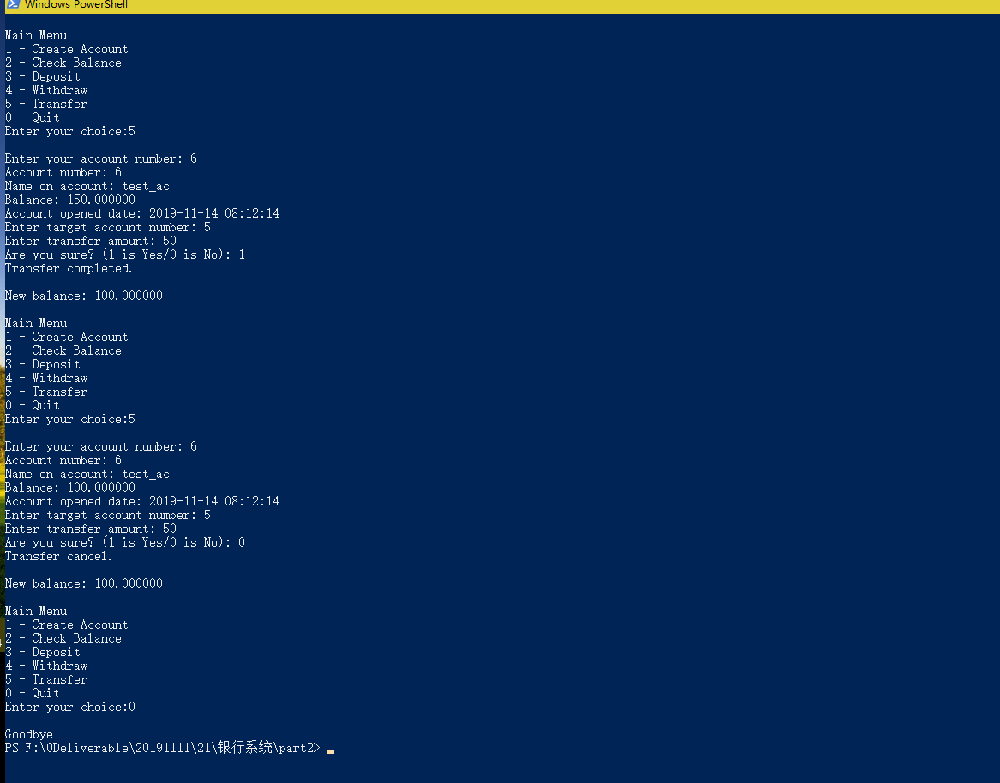 Windows PowerShell
Main Menu
1 - Create Account
2 - Check Balance
3 - Deposit
4 - Withdraw
5 - Transfer
0 - Quit
Enter your choice:5
Enter your account number: 6
Account number: 6
Name on account: test_ac
Balance: 150.000000
Account opened date: 2019-11-14 08:12:14
Enter target account number: 5
Enter transfer amount: 50
Are you sure? (1 is Yes/0 is No): 1
Transfer completed.
New balance: 100.000000
Main Menu
1 - Create Account
2 - Check Balance
3 - Deposit
4 - Withdraw
5 - Transfer
0 - Quit
Enter your choice:5
Enter your account number: 6
Account number: 6
Name on account: test_ac
Balance: 100.000000
Account opened date: 2019-11-14 08:12:14
Enter target account number: 5
Enter transfer amount: 50
Are you sure? (1 is Yes/0 is No): 0
Transfer cancel.
New balance: 100.000000
Main Menu
1 - Create Account
2 - Check Balance
3 - Deposit
4 - Withdraw
5 - Transfer
0 - Quit
Enter your choice:0
Goodbye
PS F:\0Deliverable\20191111\21\银行系统\part2>